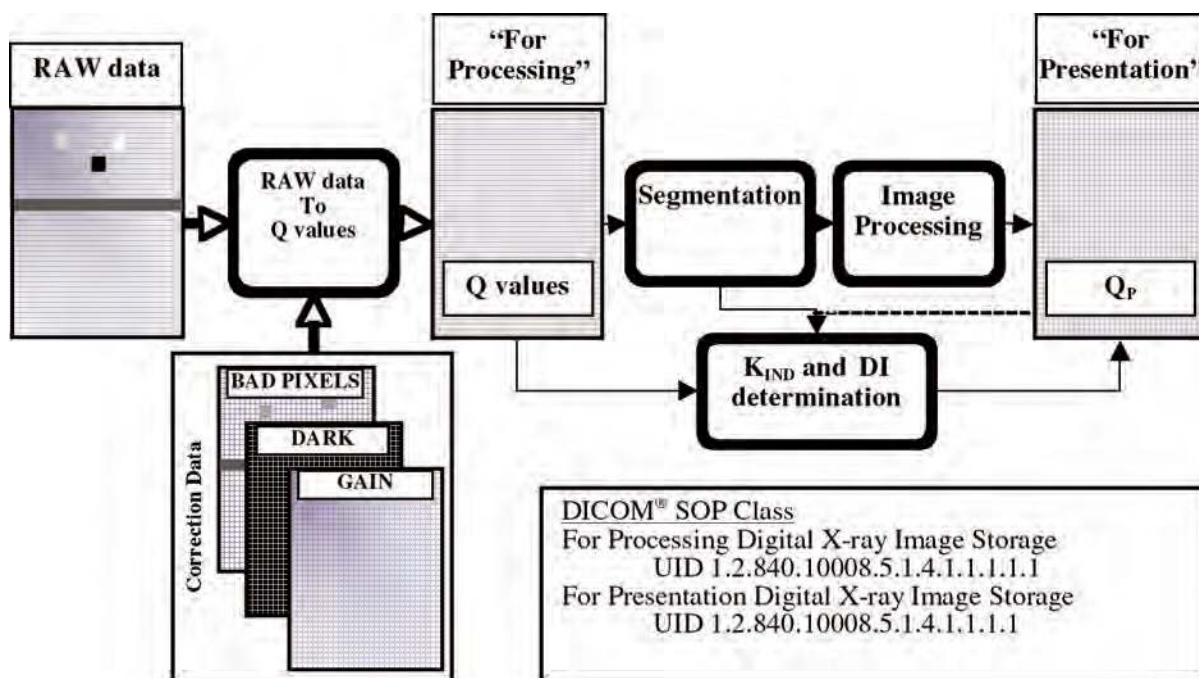 RAW data
“For
Processing”
“For
Presentation”
RAW data
To
Q values
Segmentation
Image
Processing
Q values
Q_P
K_IND and DI
determination
Correction Data
BAD PIXELS
DARK
GAIN
DICOM® SOP Class
For Processing Digital X-ray Image Storage
UID 1.2.840.10008.5.1.4.1.1.1.1.1
For Presentation Digital X-ray Image Storage
UID 1.2.840.10008.5.1.4.1.1.1.1